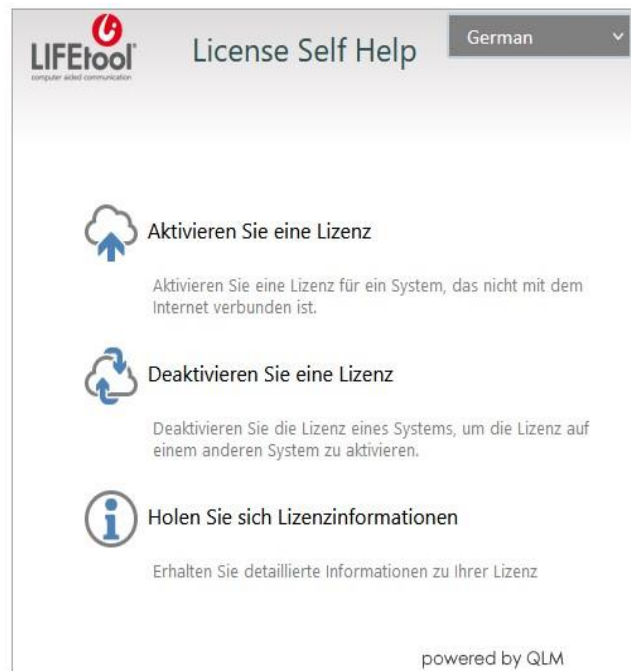 LIFEtool®
computer aided communication
License Self Help
German
Aktivieren Sie eine Lizenz
Aktivieren Sie eine Lizenz für ein System, das nicht mit dem
Internet verbunden ist.
Deaktivieren Sie eine Lizenz
Deaktivieren Sie die Lizenz eines Systems, um die Lizenz auf
einem anderen System zu aktivieren.
Holen Sie sich Lizenzinformationen
Erhalten Sie detaillierte Informationen zu Ihrer Lizenz
powered by QLM